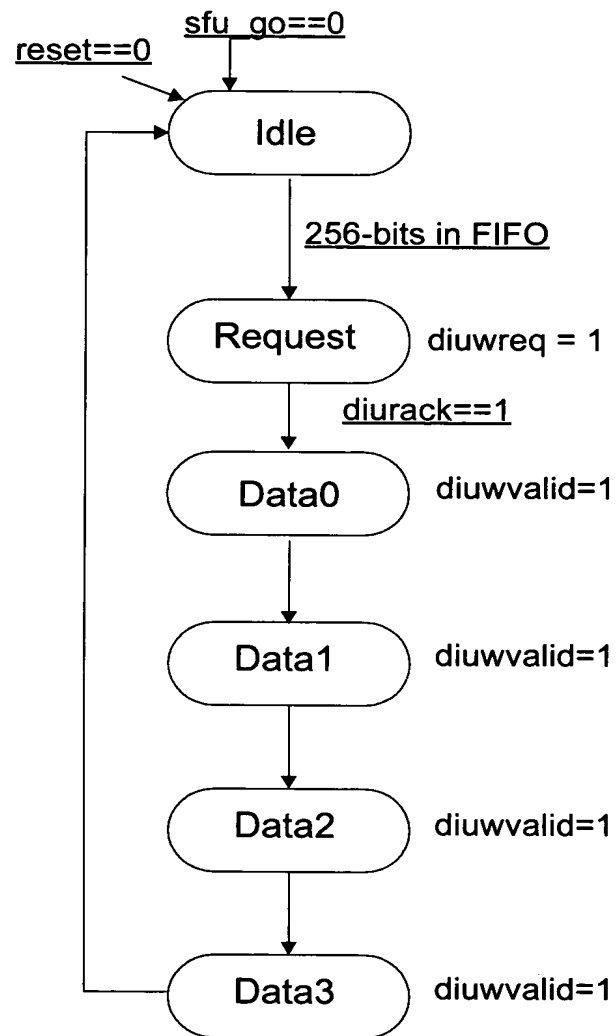 sfu_go==0
reset==0
Idle
256-bits in FIFO
Request
diuwreq = 1
diurack==1
Data0
diuwvalid=1
Data1
diuwvalid=1
Data2
diuwvalid=1
Data3
diuwvalid=1